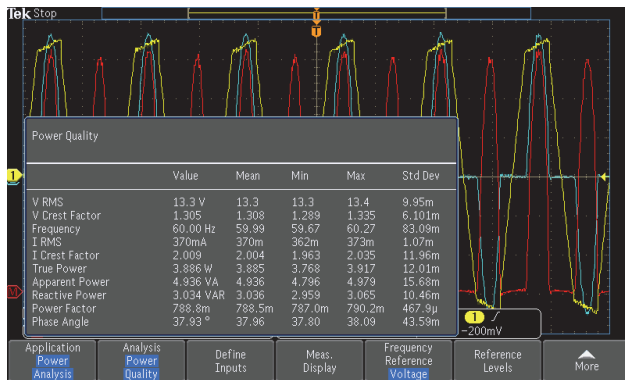 Tek Stop
T
T
Power Quality
Value Mean Min Max Std Dev
V RMS 13.3 V 13.3 13.3 13.4 9.95m
V Crest Factor 1.305 1.308 1.289 1.335 6.101m
Frequency 60.00 Hz 59.99 59.67 60.27 83.09m
I RMS 370mA 370m 362m 373m 1.07m
I Crest Factor 2.009 2.004 1.963 2.035 11.96m
True Power 3.886 W 3.885 3.768 3.917 12.01m
Apparent Power 4.936 VA 4.936 4.796 4.979 15.68m
Reactive Power 3.034 VAR 3.036 2.959 3.065 10.46m
Power Factor 788.8m 788.5m 787.0m 790.2m 467.9µ
Phase Angle 37.93 ° 37.96 37.80 38.09 43.59m
1
M
1
-200mV
Application
Power
Analysis
Analysis
Power
Quality
Define
Inputs
Meas.
Display
Frequency
Reference
Voltage
Reference
Levels
More